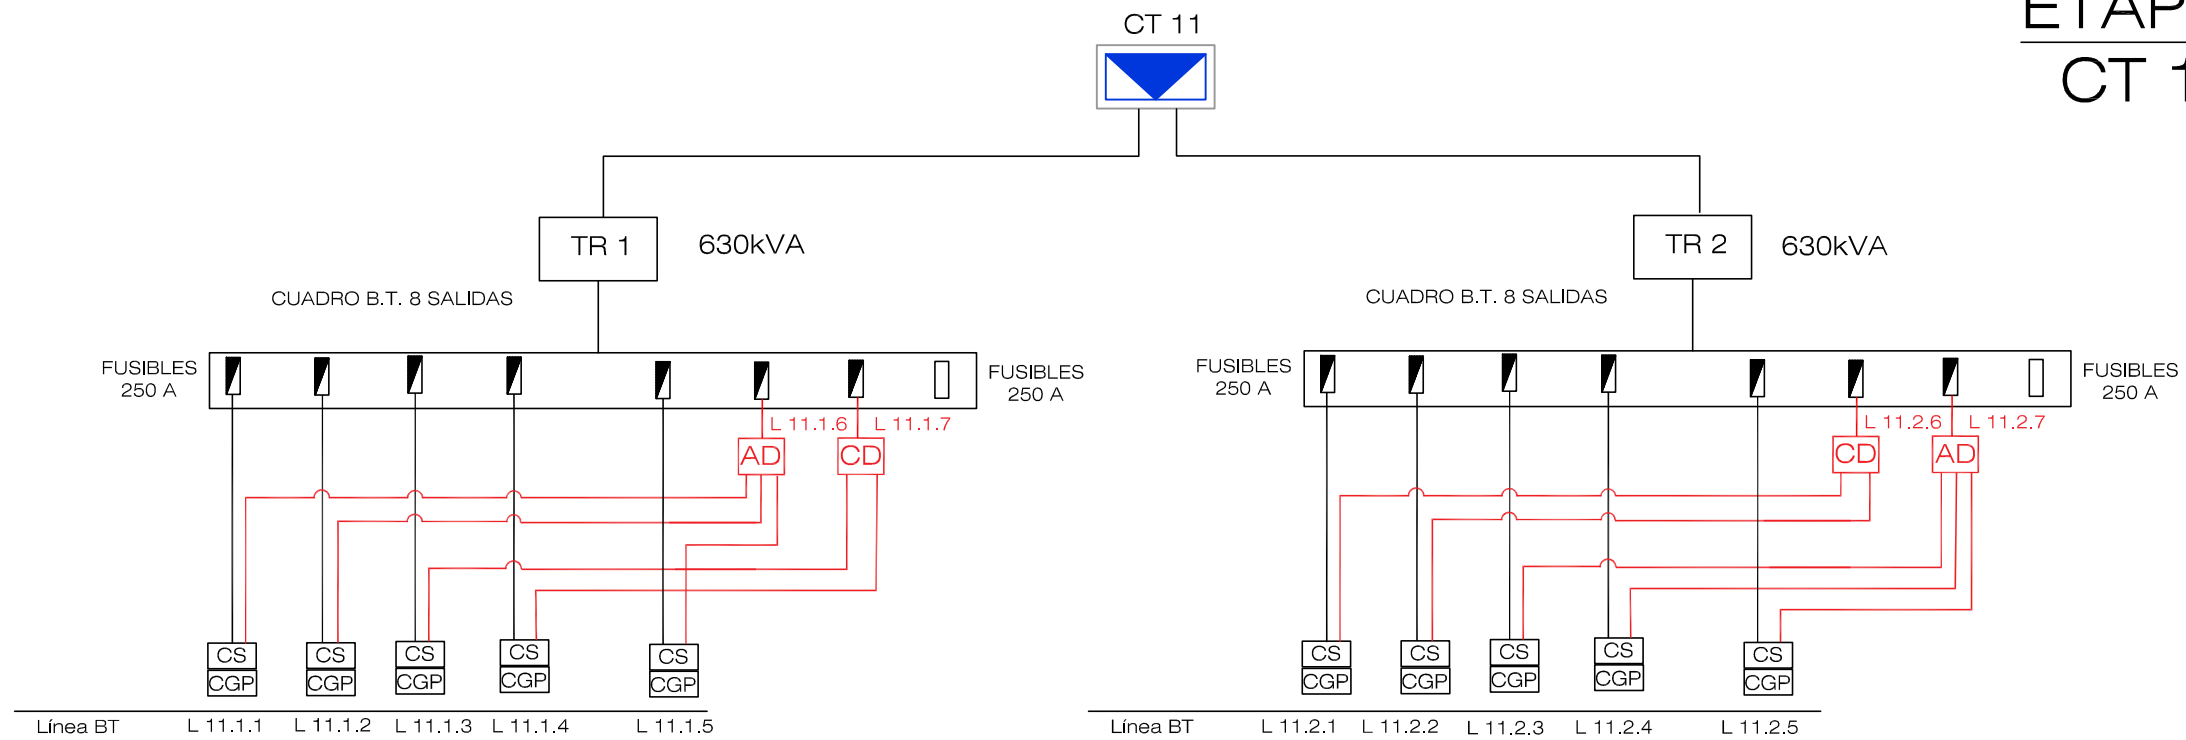 CT 11
TR 1
630kVA
TR 2
630kVA
CUADRO B.T. 8 SALIDAS
CUADRO B.T. 8 SALIDAS
FUSIBLES
250 A
FUSIBLES
250 A
FUSIBLES
250 A
FUSIBLES
250 A
L 11.1.6
L 11.1.7
L 11.2.6
L 11.2.7
AD
CD
CD
AD
CS
CGP
CS
CGP
CS
CGP
CS
CGP
CS
CGP
CS
CGP
CS
CGP
CS
CGP
CS
CGP
CS
CGP
Línea BT
L 11.1.1
L 11.1.2
L 11.1.3
L 11.1.4
L 11.1.5
Línea BT
L 11.2.1
L 11.2.2
L 11.2.3
L 11.2.4
L 11.2.5
CT